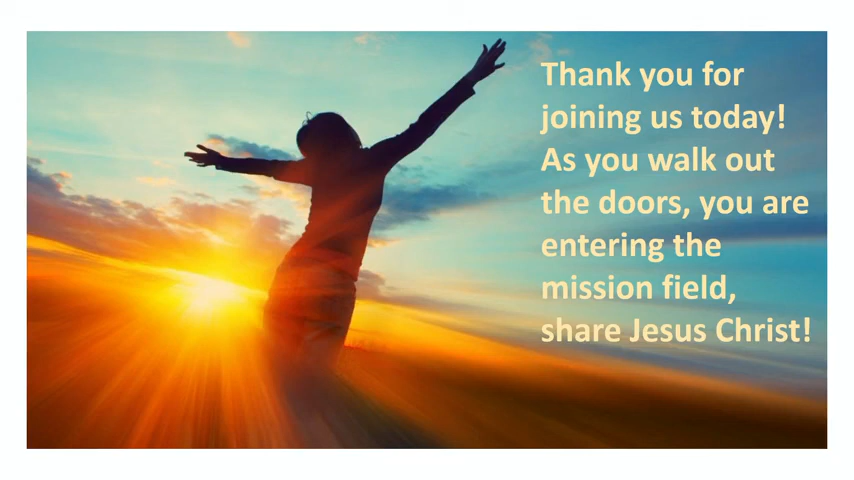 Thank you for
joining us today!
As you walk out
the doors, you are
entering the
mission field,
share Jesus Christ!